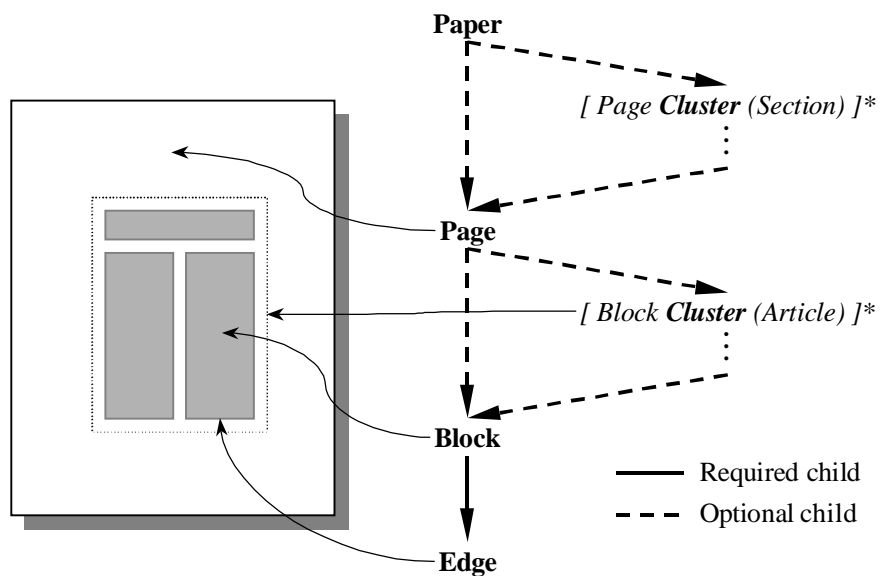 Paper
[ Page Cluster (Section) ]*
Page
[ Block Cluster (Article) ]*
Block
Required child
Optional child
Edge